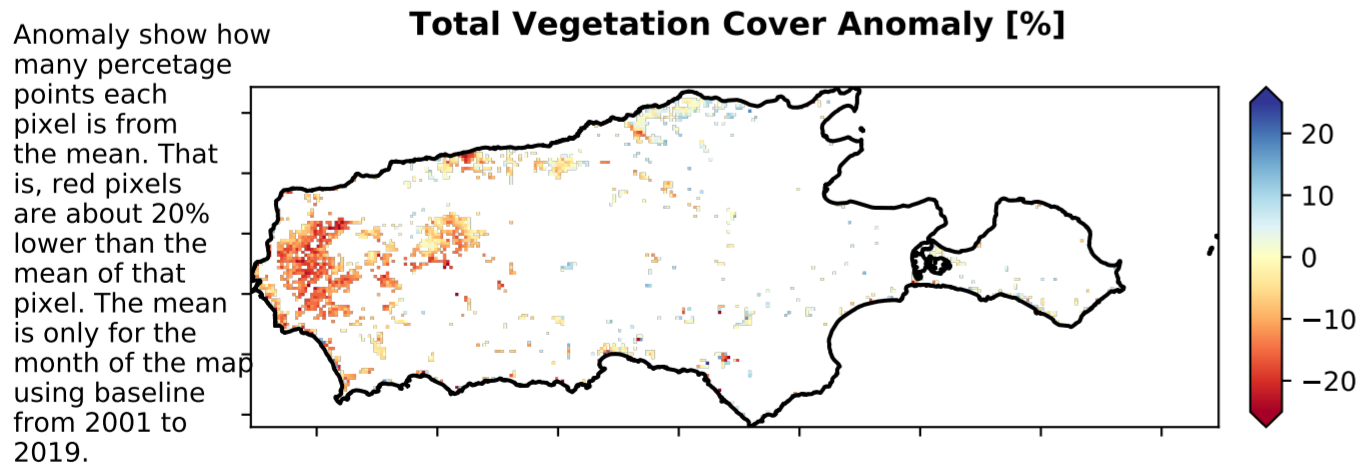 Total Vegetation Cover Anomaly [%]
Anomaly show how
many percetage
points each
pixel is from
the mean. That
is, red pixels
are about 20%
lower than the
mean of that
pixel. The mean
is only for the
month of the map
using baseline
from 2001 to
2019.
20
10
0
−10
−20